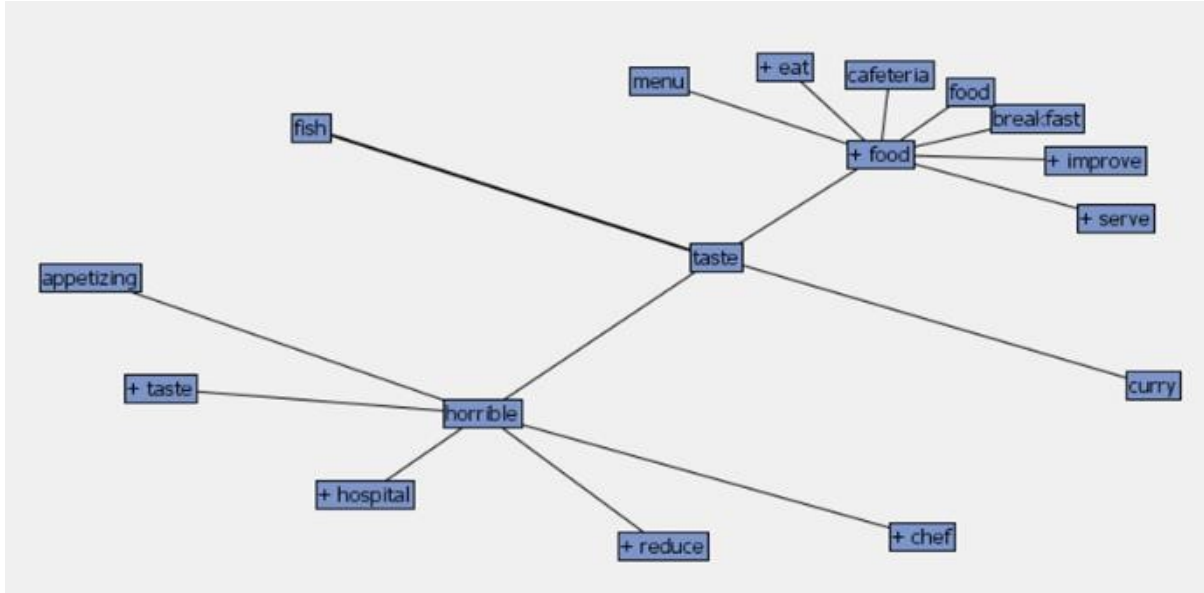 + eat
cafeteria
menu
food
breakfast
fish
+ food
+ improve
+ serve
taste
appetizing
+ taste
curry
horrible
+ hospital
+ chef
+ reduce